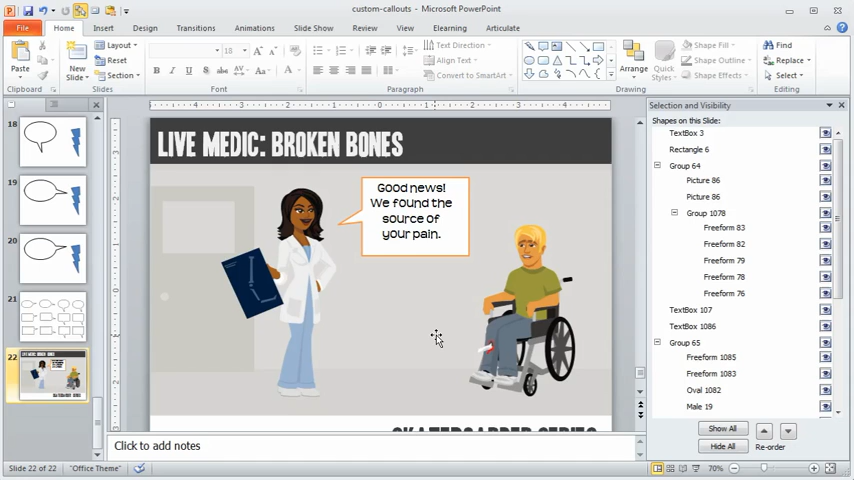 custom-callouts - Microsoft PowerPoint
File
Home
Insert
Design
Transitions
Animations
Slide Show
Review
View
Elearning
Articulate
Paste
New
Slide
Layout
Reset
Section
18
Text Direction
Align Text
Convert to SmartArt
Arrange
Quick
Styles
Shape Fill
Shape Outline
Shape Effects
Find
Replace
Select
Clipboard
Slides
Font
Paragraph
Drawing
Editing
18
19
20
21
22
LIVE MEDIC: BROKEN BONES
Good news!
We found the
source of
your pain.
Click to add notes
Selection and Visibility
Shapes on this Slide:
TextBox 3
Rectangle 6
Group 64
Picture 86
Picture 86
Group 1078
Freeform 83
Freeform 82
Freeform 79
Freeform 78
Freeform 76
TextBox 107
TextBox 1086
Group 65
Freeform 1085
Freeform 1083
Oval 1082
Male 19
Show All
Hide All
Re-order
Slide 22 of 22
"Office Theme"
70%